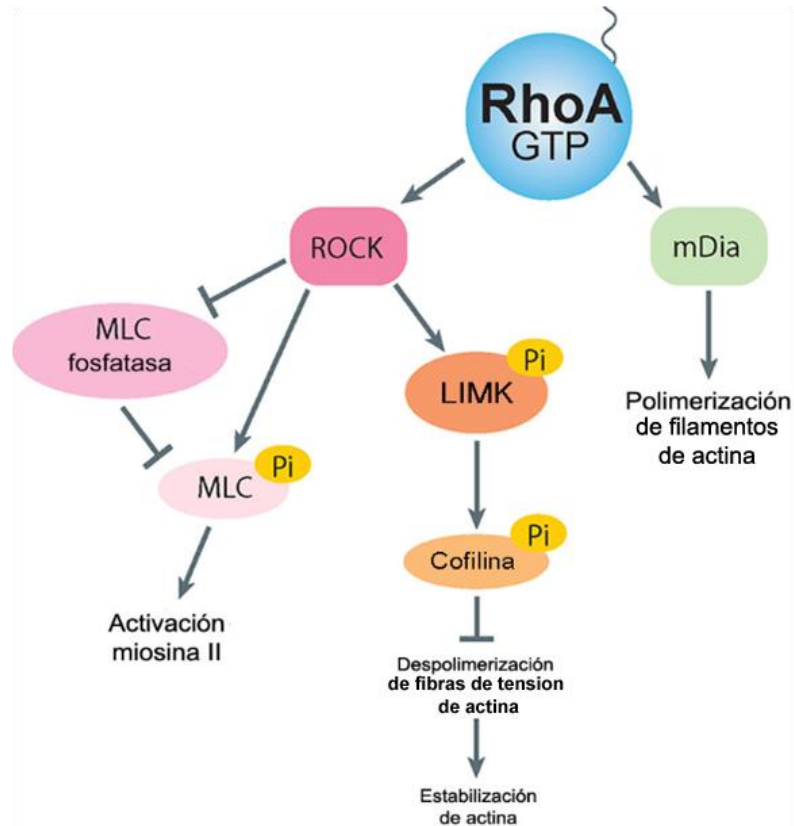 RhoA
GTP
ROCK
mDia
MLC
fosfatasa
Pi
LIMK
Polimerización
de filamentos
de actina
Pi
MLC
Pi
Cofilina
Activación
miosina II
Despolimerización
de fibras de tension
de actina
Estabilización
de actina